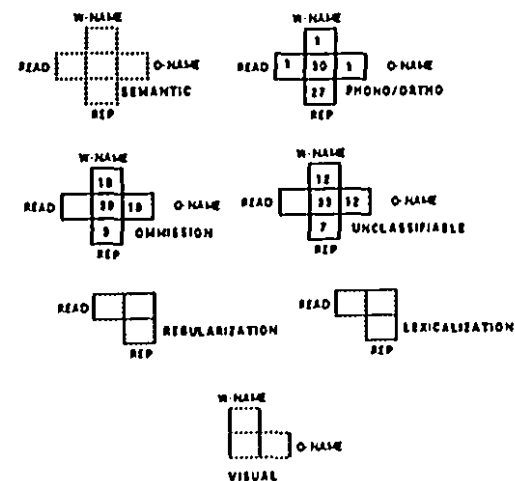 W-NAME W-NAME
1
READ O-NAME READ 1 30 1 O-NAME
SEMANTIC 27 PHONO/ORTHO
REP REP
W-NAME W-NAME
18 12
READ 39 18 O-NAME READ 33 12 O-NAME
3 OMMISSION 7 UNCLASSIFIABLE
REP REP
READ READ
REGULARIZATION LEXICALIZATION
REP REP
W-NAME
O-NAME
VISUAL